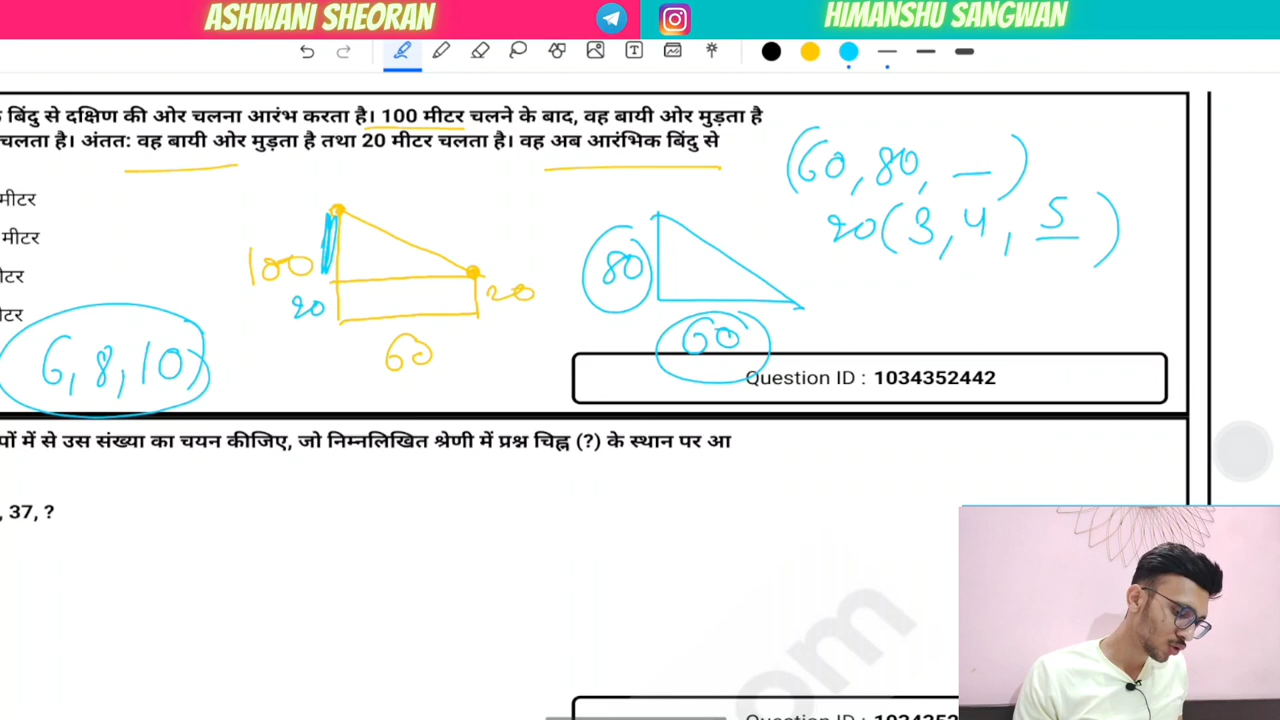 ASHWANI SHEORAN
HIMANSHU SANGWAN
बिंदु से दक्षिण की ओर चलना आरंभ करता है। 100 मीटर चलने के बाद, वह बायी ओर मुड़ता है
चलता है। अंततः वह बायी ओर मुड़ता है तथा 20 मीटर चलता है। वह अब आरंभिक बिंदु से
मीटर
मीटर
6, 8, 10
100
20
20
60
80
60
(60, 80, _)
20(3, 4, 5)
Question ID : 1034352442
में से उस संख्या का चयन कीजिए, जो निम्नलिखित श्रेणी में प्रश्न चिह्न (?) के स्थान पर आ
, 37, ?
om